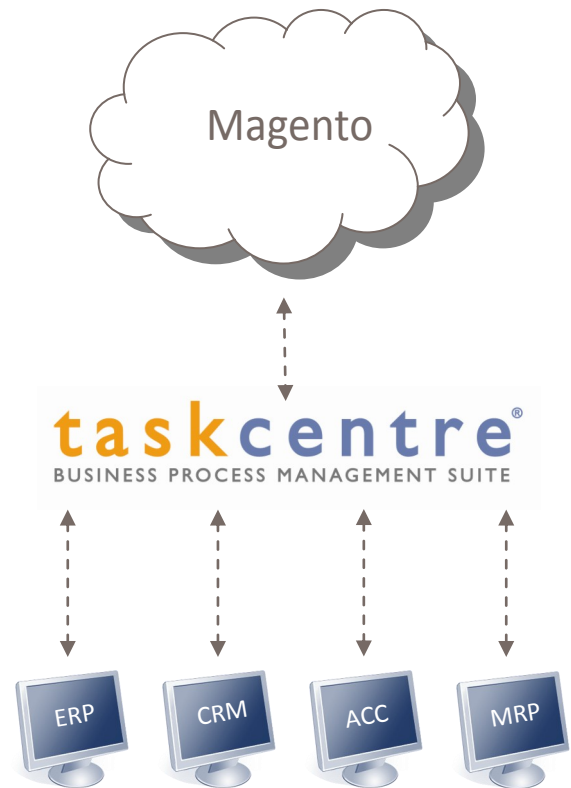 Magento
taskcentre®
BUSINESS PROCESS MANAGEMENT SUITE
ERP
CRM
ACC
MRP